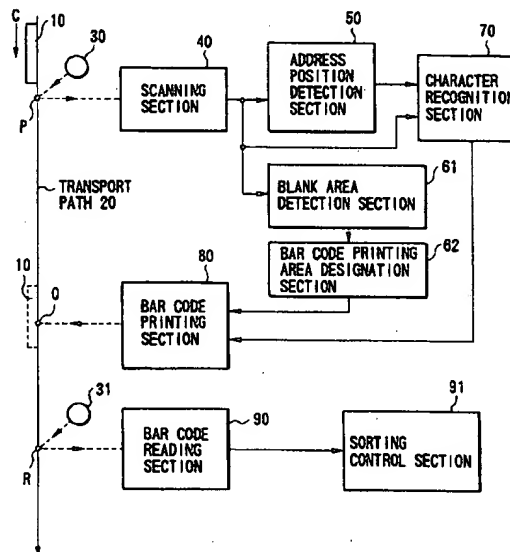 C
10
30
40
50
70
SCANNING
SECTION
ADDRESS
POSITION
DETECTION
SECTION
CHARACTER
RECOGNITION
SECTION
P
61
TRANSPORT
PATH 20
BLANK AREA
DETECTION SECTION
62
BAR CODE PRINTING
AREA DESIGNATION
SECTION
10
80
Q
BAR CODE
PRINTING
SECTION
31
90
91
BAR CODE
READING
SECTION
SORTING
CONTROL SECTION
R